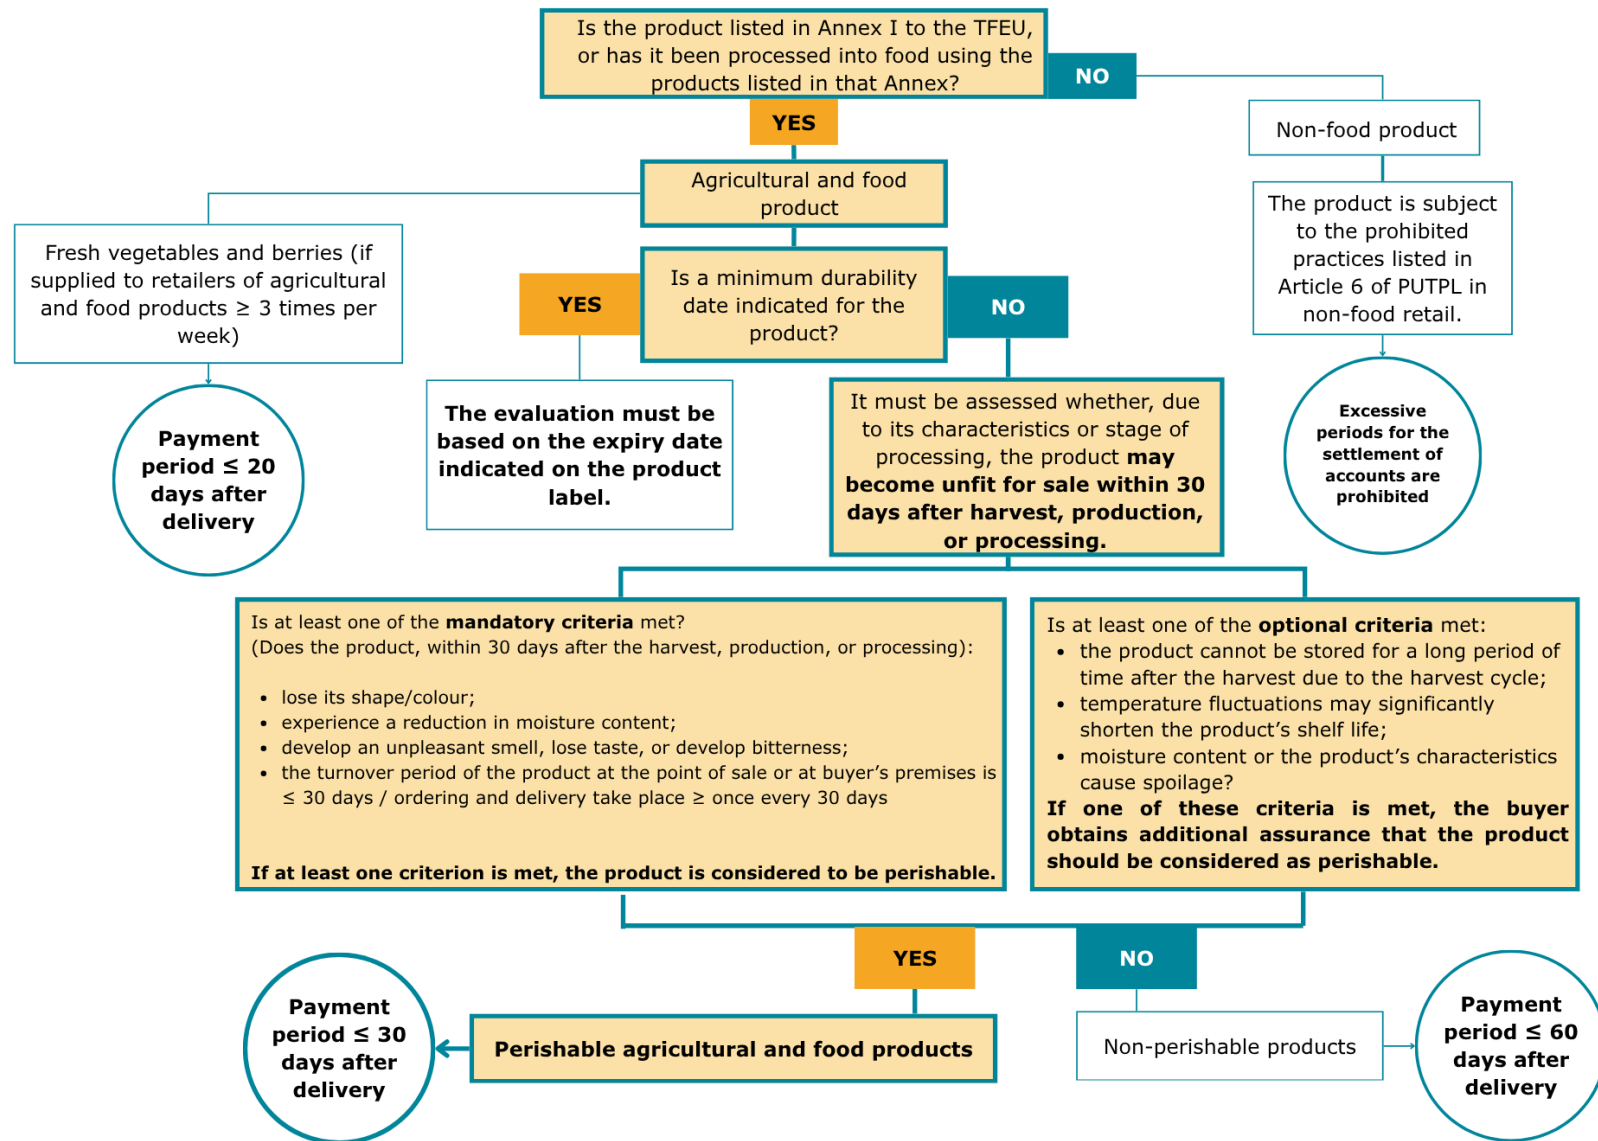 Is the product listed in Annex I to the TFEU,
or has it been processed into food using the
products listed in that Annex?
NO
YES
Non-food product
Agricultural and food
product
The product is subject
to the prohibited
practices listed in
Article 6 of PUTPL in
non-food retail.
Fresh vegetables and berries (if
supplied to retailers of agricultural
and food products ≥ 3 times per
week)
YES
Is a minimum durability
date indicated for the
product?
NO
Payment
period ≤ 20
days after
delivery
The evaluation must be
based on the expiry date
indicated on the product
label.
It must be assessed whether, due
to its characteristics or stage of
processing, the product may
become unfit for sale within 30
days after harvest, production,
or processing.
Excessive
periods for the
settlement of
accounts are
prohibited
Is at least one of the mandatory criteria met?
(Does the product, within 30 days after the harvest, production, or processing):
• lose its shape/colour;
• experience a reduction in moisture content;
• develop an unpleasant smell, lose taste, or develop bitterness;
• the turnover period of the product at the point of sale or at buyer's premises is
≤ 30 days / ordering and delivery take place ≥ once every 30 days
If at least one criterion is met, the product is considered to be perishable.
Is at least one of the optional criteria met:
• the product cannot be stored for a long period of
time after the harvest due to the harvest cycle;
• temperature fluctuations may significantly
shorten the product's shelf life;
• moisture content or the product's characteristics
cause spoilage?
If one of these criteria is met, the buyer
obtains additional assurance that the product
should be considered as perishable.
YES
NO
Payment
period ≤ 30
days after
delivery
Perishable agricultural and food products
Non-perishable products
Payment
period ≤ 60
days after
delivery